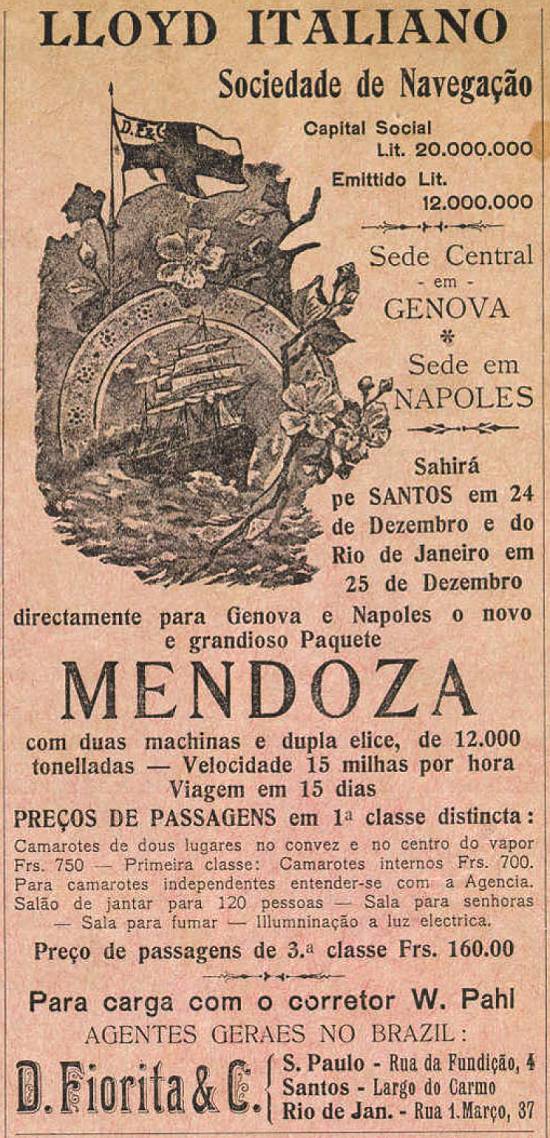 LLOYD ITALIANO
Sociedade de Navegação
Capital Social
Lit. 20.000.000
Emittido Lit.
12.000.000
D. F. & C.
Sede Central
- em -
GENOVA
*
Sede em
NAPOLES
Sahirá
pe SANTOS em 24
de Dezembro e do
Rio de Janeiro em
25 de Dezembro
directamente para Genova e Napoles o novo
e grandioso Paquete
MENDOZA
com duas machinas e dupla elice, de 12.000
tonelladas — Velocidade 15 milhas por hora
Viagem em 15 dias
PREÇOS DE PASSAGENS em 1ª classe distincta:
Camarotes de dous lugares no convez e no centro do vapor
Frs. 750 — Primeira classe: Camarotes internos Frs. 700.
Para camarotes independentes entender-se com a Agencia.
Salão de jantar para 120 pessoas — Sala para senhoras
— Sala para fumar — Illumninação a luz electrica.
Preço de passagens de 3.ª classe Frs. 160.00
Para carga com o corretor W. Pahl
AGENTES GERAES NO BRAZIL:
D. Fiorita & C.
S. Paulo - Rua da Fundição, 4
Santos - Largo do Carmo
Rio de Jan. - Rua 1.Março, 37